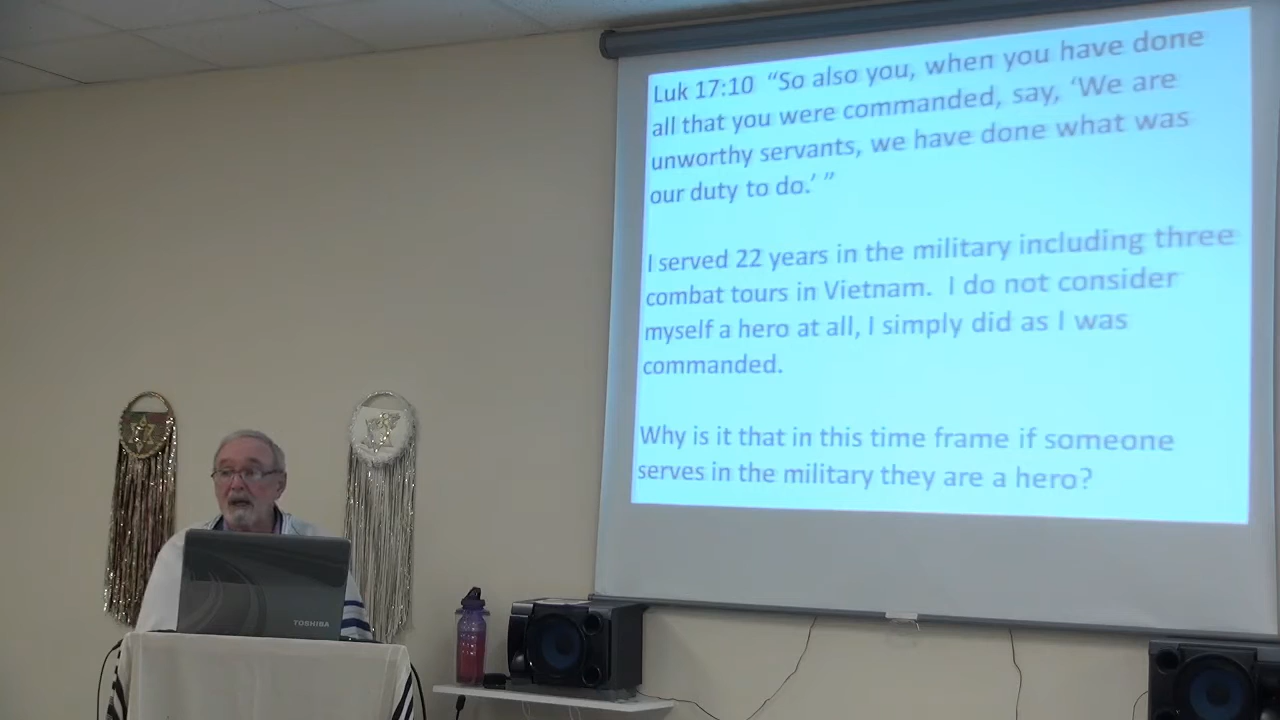 Luk 17:10  “So also you, when you have done
all that you were commanded, say, ‘We are
unworthy servants, we have done what was
our duty to do.’ ”
I served 22 years in the military including three
combat tours in Vietnam.  I do not consider
myself a hero at all, I simply did as I was
commanded.
Why is it that in this time frame if someone
serves in the military they are a hero?
TOSHIBA